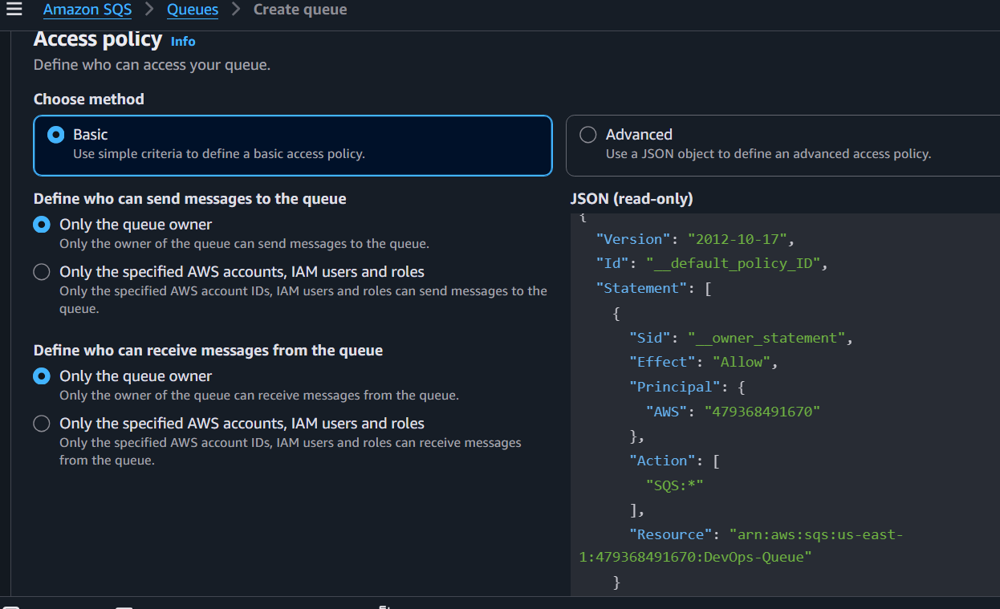 Amazon SQS > Queues > Create queue
Access policy Info
Define who can access your queue.
Choose method
Basic
Use simple criteria to define a basic access policy.
Advanced
Use a JSON object to define an advanced access policy.
Define who can send messages to the queue
Only the queue owner
Only the owner of the queue can send messages to the queue.
Only the specified AWS accounts, IAM users and roles
Only the specified AWS account IDs, IAM users and roles can send messages to the
queue.
Define who can receive messages from the queue
Only the queue owner
Only the owner of the queue can receive messages from the queue.
Only the specified AWS accounts, IAM users and roles
Only the specified AWS account IDs, IAM users and roles can receive messages
from the queue.
JSON (read-only)
{
"Version": "2012-10-17",
"Id": "__default_policy_ID",
"Statement": [
{
"Sid": "__owner_statement",
"Effect": "Allow",
"Principal": {
"AWS": "479368491670"
},
"Action": [
"SQS:*"
],
"Resource": "arn:aws:sqs:us-east-
1:479368491670:DevOps-Queue"
}